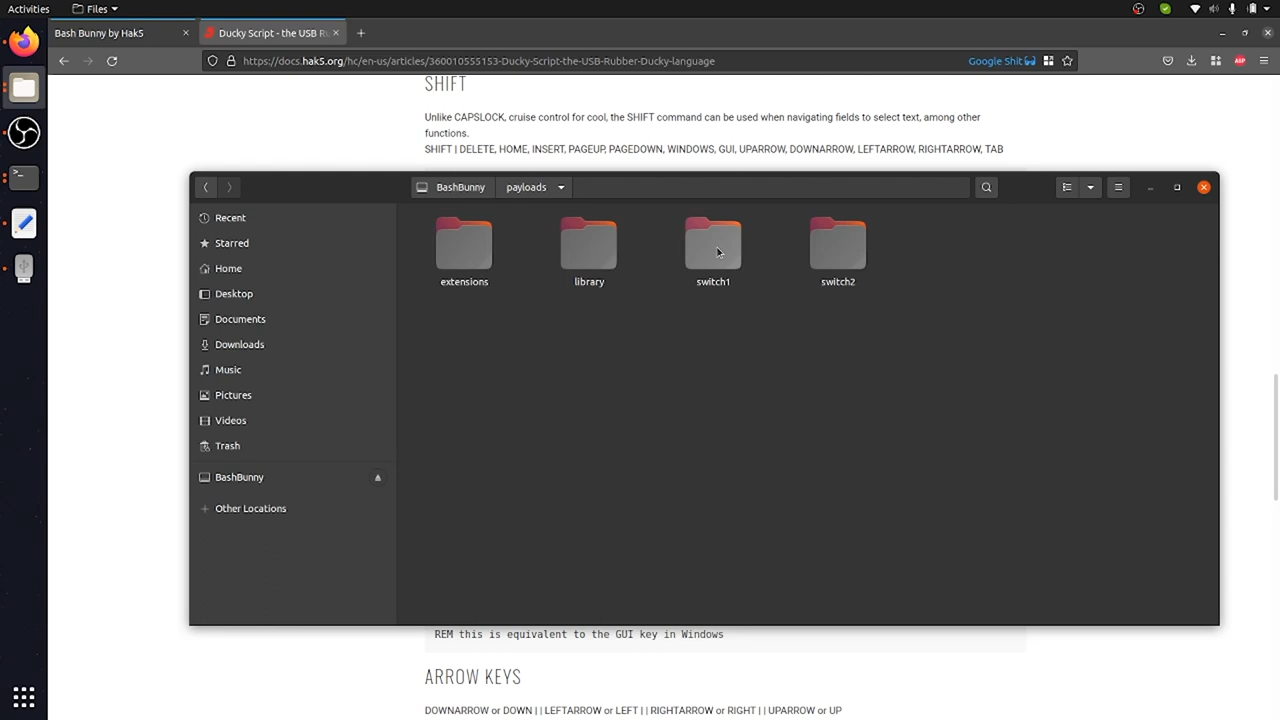 Activities
Files
Bash Bunny by Hak5
Ducky Script - the USB Ru
https://docs.hak5.org/hc/en-us/articles/360010555153-Ducky-Script-the-USB-Rubber-Ducky-language
Google Shit
ABP
SHIFT
Unlike CAPSLOCK, cruise control for cool, the SHIFT command can be used when navigating fields to select text, among other
functions.
SHIFT | DELETE, HOME, INSERT, PAGEUP, PAGEDOWN, WINDOWS, GUI, UPARROW, DOWNARROW, LEFTARROW, RIGHTARROW, TAB
BashBunny
payloads
Recent
Starred
Home
Desktop
Documents
Downloads
Music
Pictures
Videos
Trash
BashBunny
Other Locations
extensions
library
switch1
switch2
REM this is equivalent to the GUI key in Windows
ARROW KEYS
DOWNARROW or DOWN | | LEFTARROW or LEFT | | RIGHTARROW or RIGHT | | UPARROW or UP